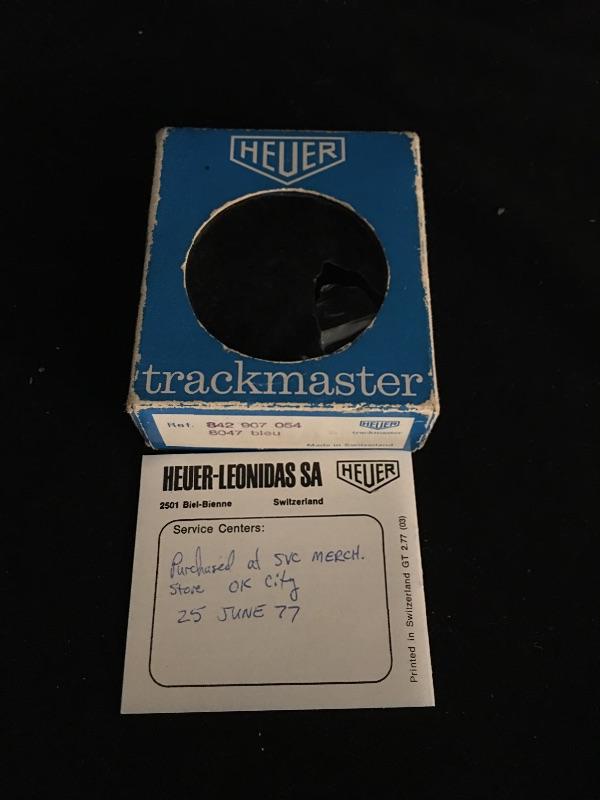 HEUER
trackmaster
Ref. 842 907 054 HEUER
8047 bleu trackmaster
Made in Switzerland
HEUER-LEONIDAS SA HEUER
2501 Biel-Bienne Switzerland
Service Centers:
Purchased at SVC MERCH.
Store OK City
25 JUNE 77
Printed in Switzerland GT 2.77 (03)